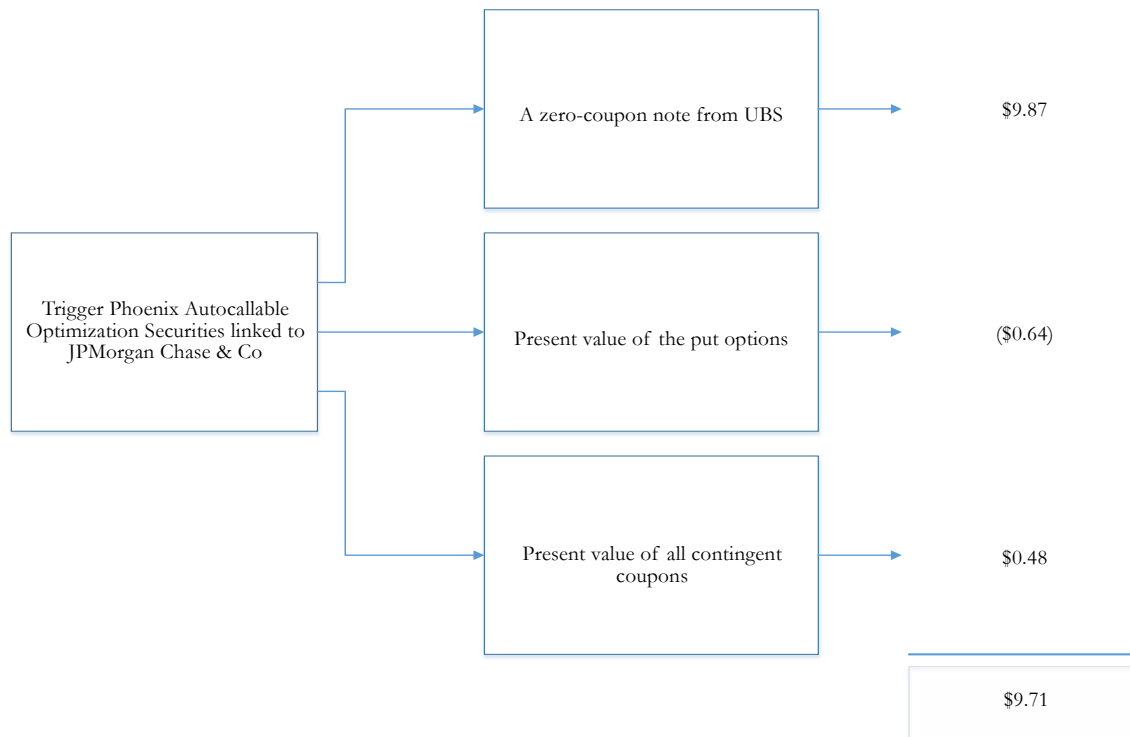 A zero-coupon note from UBS
$9.87
Trigger Phoenix Autocallable
Optimization Securities linked to
JPMorgan Chase & Co
Present value of the put options
($0.64)
Present value of all contingent
coupons
$0.48
$9.71